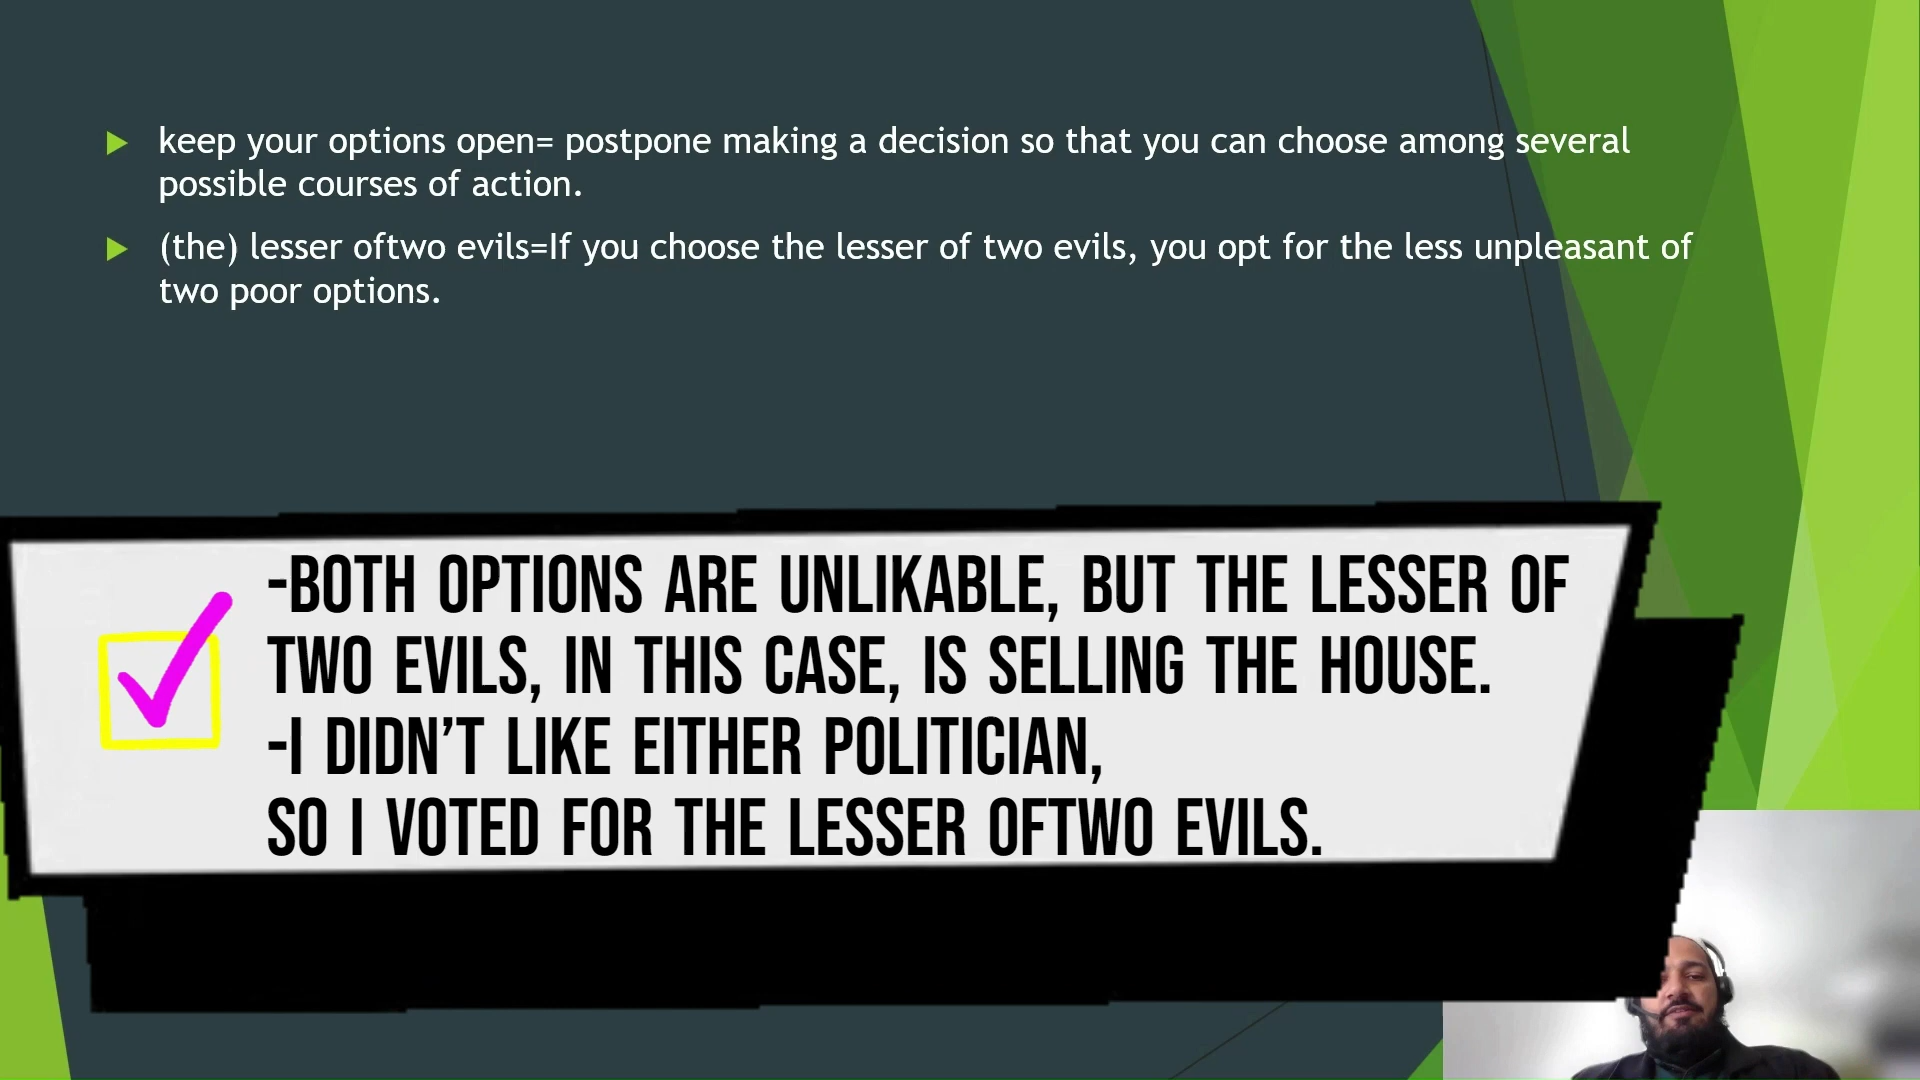 keep your options open= postpone making a decision so that you can choose among several
possible courses of action.
(the) lesser oftwo evils=If you choose the lesser of two evils, you opt for the less unpleasant of
two poor options.
-BOTH OPTIONS ARE UNLIKABLE, BUT THE LESSER OF
TWO EVILS, IN THIS CASE, IS SELLING THE HOUSE.
-I DIDN’T LIKE EITHER POLITICIAN,
SO I VOTED FOR THE LESSER OFTWO EVILS.